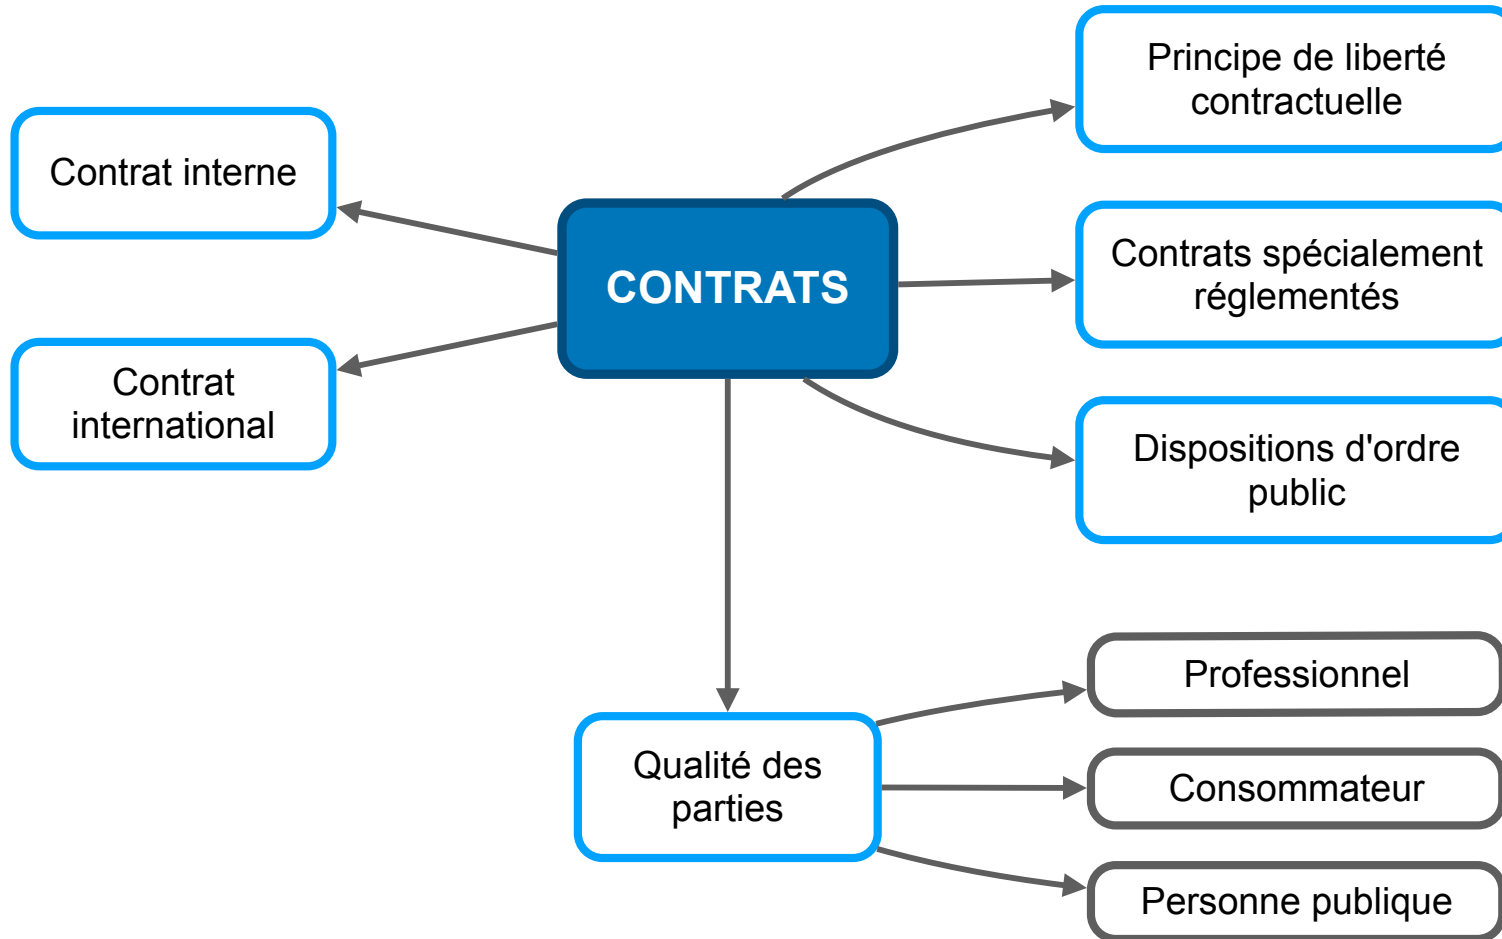 Principe de liberté
contractuelle
Contrat interne
CONTRATS
Contrats spécialement
réglementés
Contrat
international
Dispositions d'ordre
public
Qualité des
parties
Professionnel
Consommateur
Personne publique